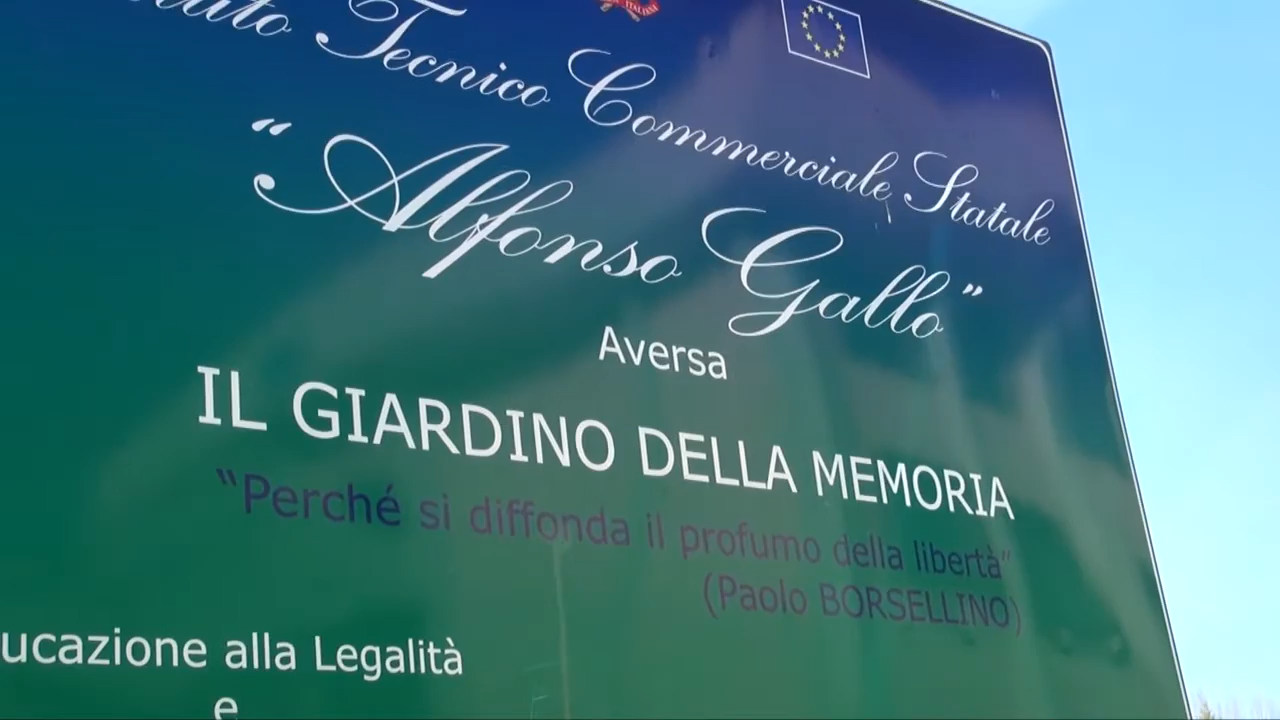 Tecnico Commerciale Statale
"Alfonso Gallo"
Aversa
IL GIARDINO DELLA MEMORIA
"Perché si diffonda il profumo della libertà"
(Paolo BORSELLINO)
ucazione alla Legalità
e